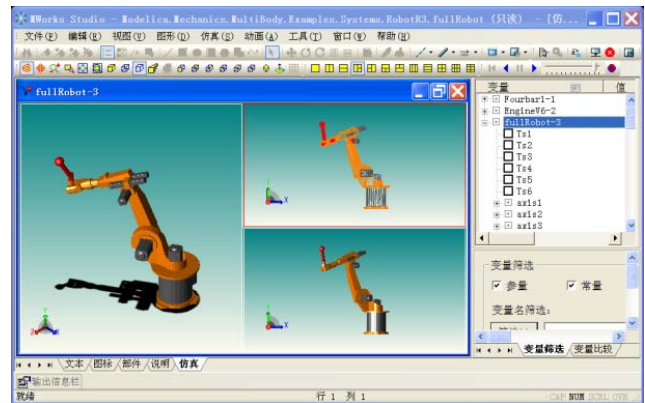 MWorks Studio - Modelica.Mechanics.MultiBody.Examples.Systems.RobotR3.fullRobot (只读) - [仿...
文件(F) 编辑(E) 视图(V) 图形(D) 仿真(S) 动画(A) 工具(T) 窗口(W) 帮助(H)
fullRobot-3
变量 值
Fourbar1-1
EngineV6-2
fullRobot-3
Ts1
Ts2
Ts3
Ts4
Ts5
Ts6
axis1
axis2
axis3
变量筛选
参量 常量
变量名筛选:
变量筛选 变量比较
文本 图标 部件 说明 仿真
输出信息栏
就绪 行 1 列 1 CAP NUM SCRL OVR